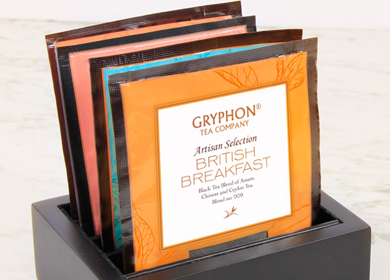 GRYPHON®
TEA COMPANY
Artisan Selection
BRITISH
BREAKFAST
Black Tea Blend of Assam,
Chinese and Ceylon Tea.
Blend no 009